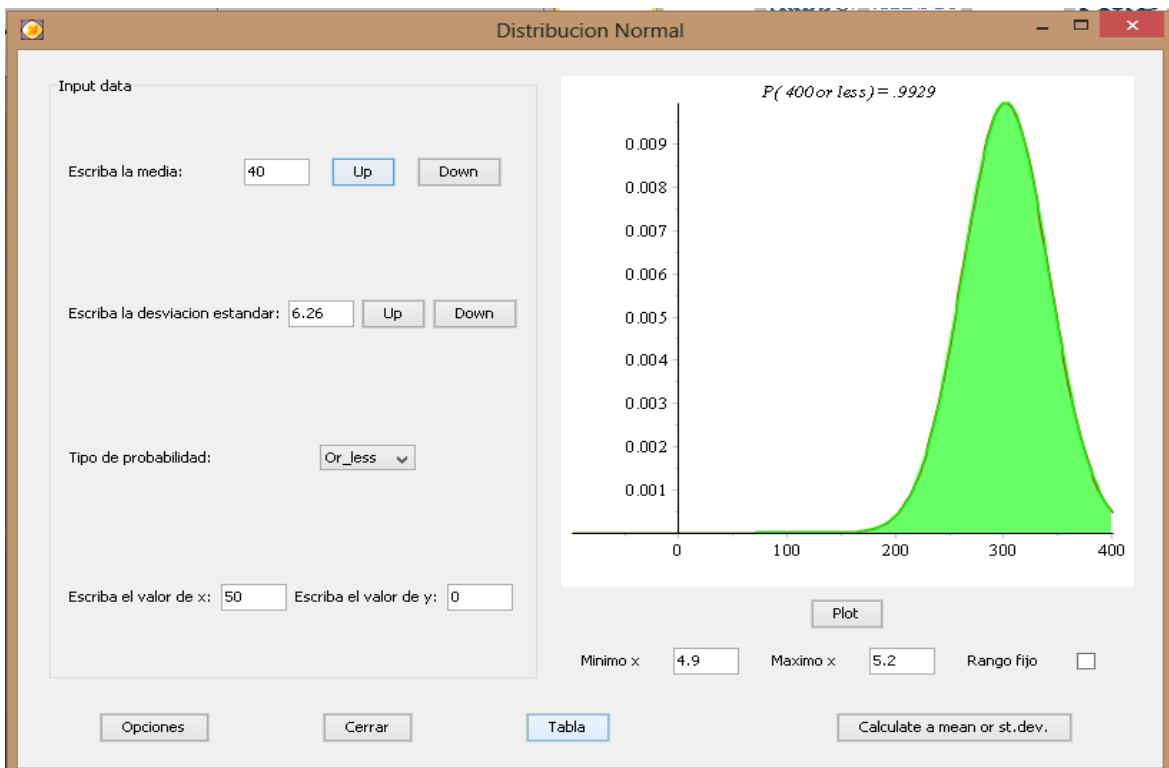 Distribucion Normal
Input data
Escriba la media: 40 Up Down
Escriba la desviacion estandar: 6.26 Up Down
Tipo de probabilidad: Or_less
Escriba el valor de x: 50 Escriba el valor de y: 0
P( 400 or less) = .9929
0.009
0.008
0.007
0.006
0.005
0.004
0.003
0.002
0.001
0 100 200 300 400
Plot
Minimo x 4.9 Maximo x 5.2 Rango fijo
Opciones Cerrar Tabla Calculate a mean or st.dev.